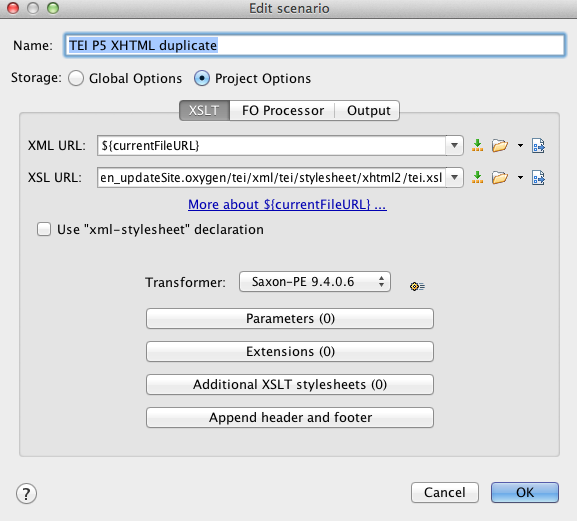 Edit scenario
Name: TEI P5 XHTML duplicate
Storage: Global Options Project Options
XSLT FO Processor Output
XML URL: ${currentFileURL}
XSL URL: en_updateSite.oxygen/tei/xml/tei/stylesheet/xhtml2/tei.xsl
More about ${currentFileURL} ...
Use "xml-stylesheet" declaration
Transformer: Saxon-PE 9.4.0.6
Parameters (0)
Extensions (0)
Additional XSLT stylesheets (0)
Append header and footer
? Cancel OK